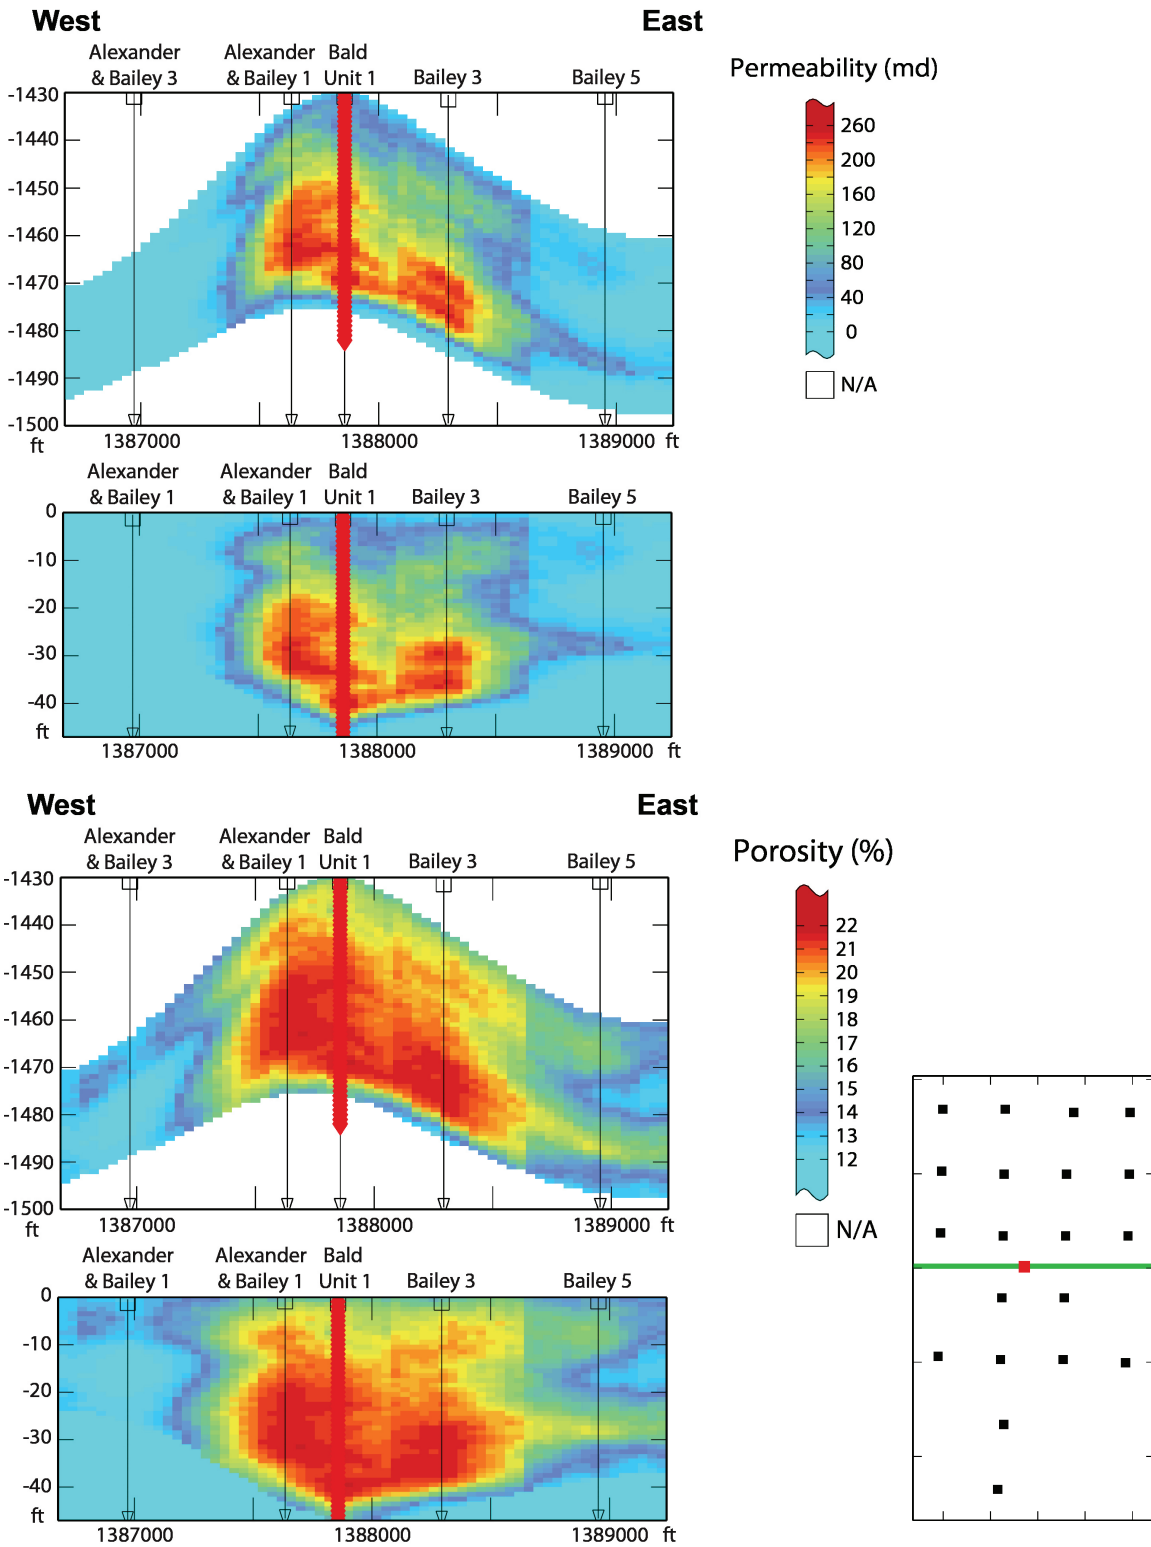 West East
Alexander Alexander Bald
& Bailey 3 & Bailey 1 Unit 1 Bailey 3 Bailey 5
-1430
-1440
-1450
-1460
-1470
-1480
-1490
-1500
ft 1387000 1388000 1389000 ft
Permeability (md)
260
200
160
120
80
40
0
N/A
Alexander Alexander Bald
& Bailey 1 & Bailey 1 Unit 1 Bailey 3 Bailey 5
0
-10
-20
-30
-40
ft
1387000 1388000 1389000 ft
West East
Alexander Alexander Bald
& Bailey 3 & Bailey 1 Unit 1 Bailey 3 Bailey 5
-1430
-1440
-1450
-1460
-1470
-1480
-1490
-1500
ft 1387000 1388000 1389000 ft
Porosity (%)
22
21
20
19
18
17
16
15
14
13
12
N/A
Alexander Alexander Bald
& Bailey 1 & Bailey 1 Unit 1 Bailey 3 Bailey 5
0
-10
-20
-30
-40
ft
1387000 1388000 1389000 ft